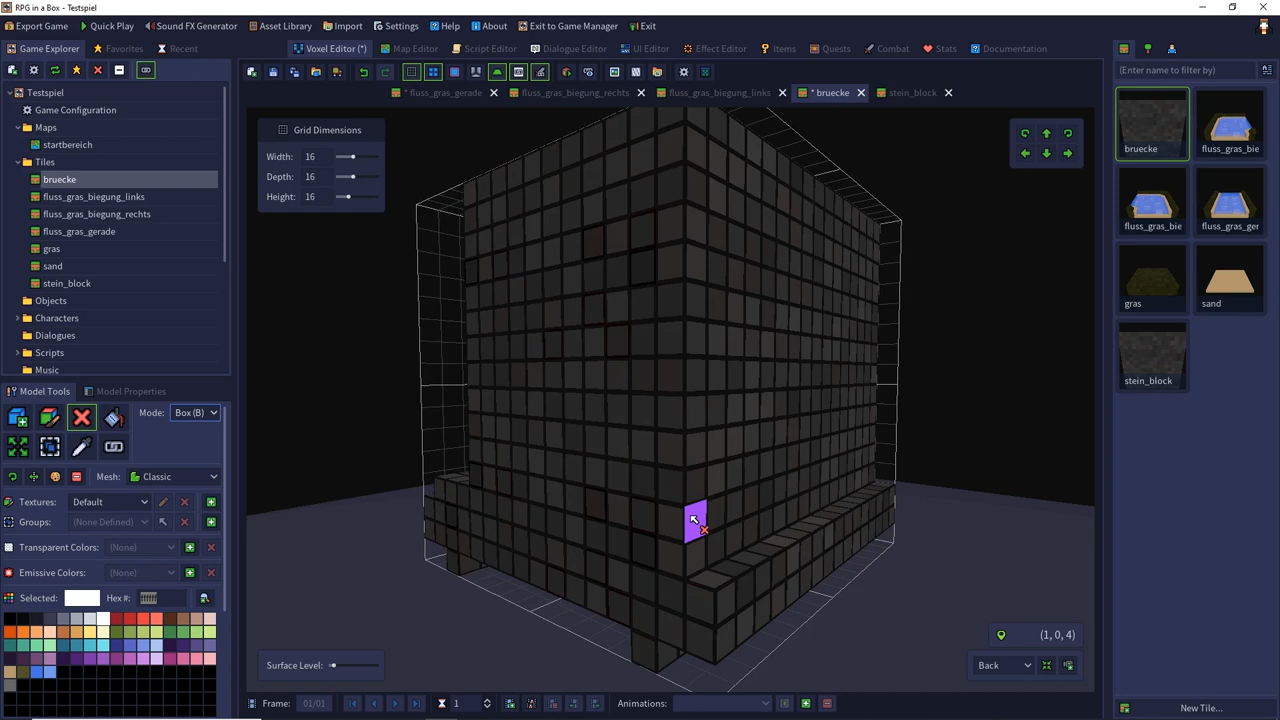 RPG in a Box - Testspiel
Export Game Quick Play Sound FX Generator Asset Library Import Settings Help About Exit to Game Manager Exit
Game Explorer Favorites Recent Voxel Editor (*) Map Editor Script Editor Dialogue Editor UI Editor Effect Editor Items Quests Combat Stats Documentation
(Enter name to filter by)
* fluss_gras_gerade fluss_gras_biegung_rechts fluss_gras_biegung_links * bruecke stein_block
Testspiel
Game Configuration
Maps
startbereich
Tiles
bruecke
fluss_gras_biegung_links
fluss_gras_biegung_rechts
fluss_gras_gerade
gras
sand
stein_block
Objects
Characters
Dialogues
Scripts
Music
Grid Dimensions
Width: 16
Depth: 16
Height: 16
bruecke fluss_gras_bie
fluss_gras_bie fluss_gras_ger
gras sand
stein_block
Model Tools Model Properties
Mode: Box (B)
Mesh: Classic
Textures: Default
Groups: (None Defined)
Transparent Colors: (None)
Emissive Colors: (None)
Selected: Hex #: ffffff
(1, 0, 4)
Surface Level: Back
Frame: 01/01 1 Animations:
New Tile...